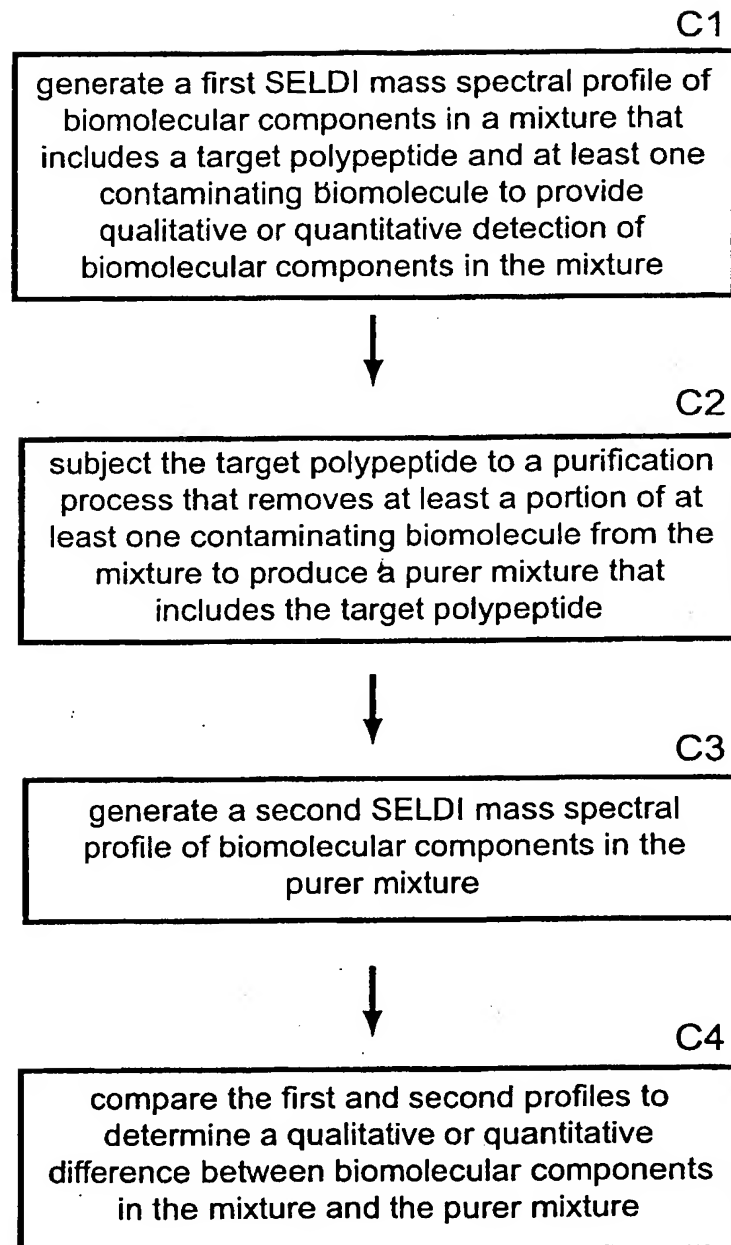 C1
generate a first SELDI mass spectral profile of
biomolecular components in a mixture that
includes a target polypeptide and at least one
contaminating biomolecule to provide
qualitative or quantitative detection of
biomolecular components in the mixture
C2
subject the target polypeptide to a purification
process that removes at least a portion of at
least one contaminating biomolecule from the
mixture to produce a purer mixture that
includes the target polypeptide
C3
generate a second SELDI mass spectral
profile of biomolecular components in the
purer mixture
C4
compare the first and second profiles to
determine a qualitative or quantitative
difference between biomolecular components
in the mixture and the purer mixture